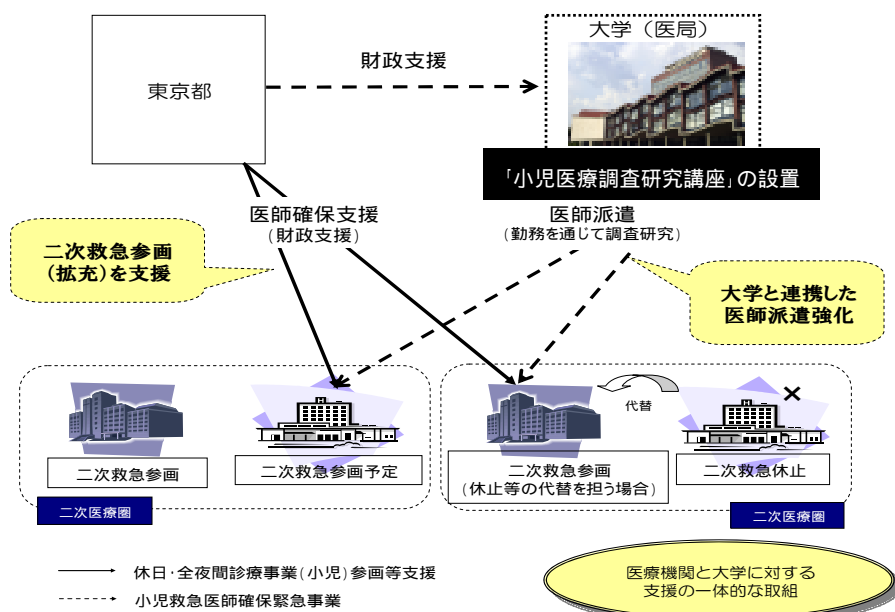 東京都
財政支援
大学（医局）
「小児医療調査研究講座」の設置
医師確保支援
(財政支援)
医師派遣
(勤務を通じて調査研究)
二次救急参画
(拡充)を支援
大学と連携した
医師派遣強化
二次救急参画
二次救急参画予定
二次医療圏
代替
×
二次救急参画
(休止等の代替を担う場合)
二次救急休止
二次医療圏
休日・全夜間診療事業(小児)参画等支援
小児救急医師確保緊急事業
医療機関と大学に対する
支援の一体的な取組